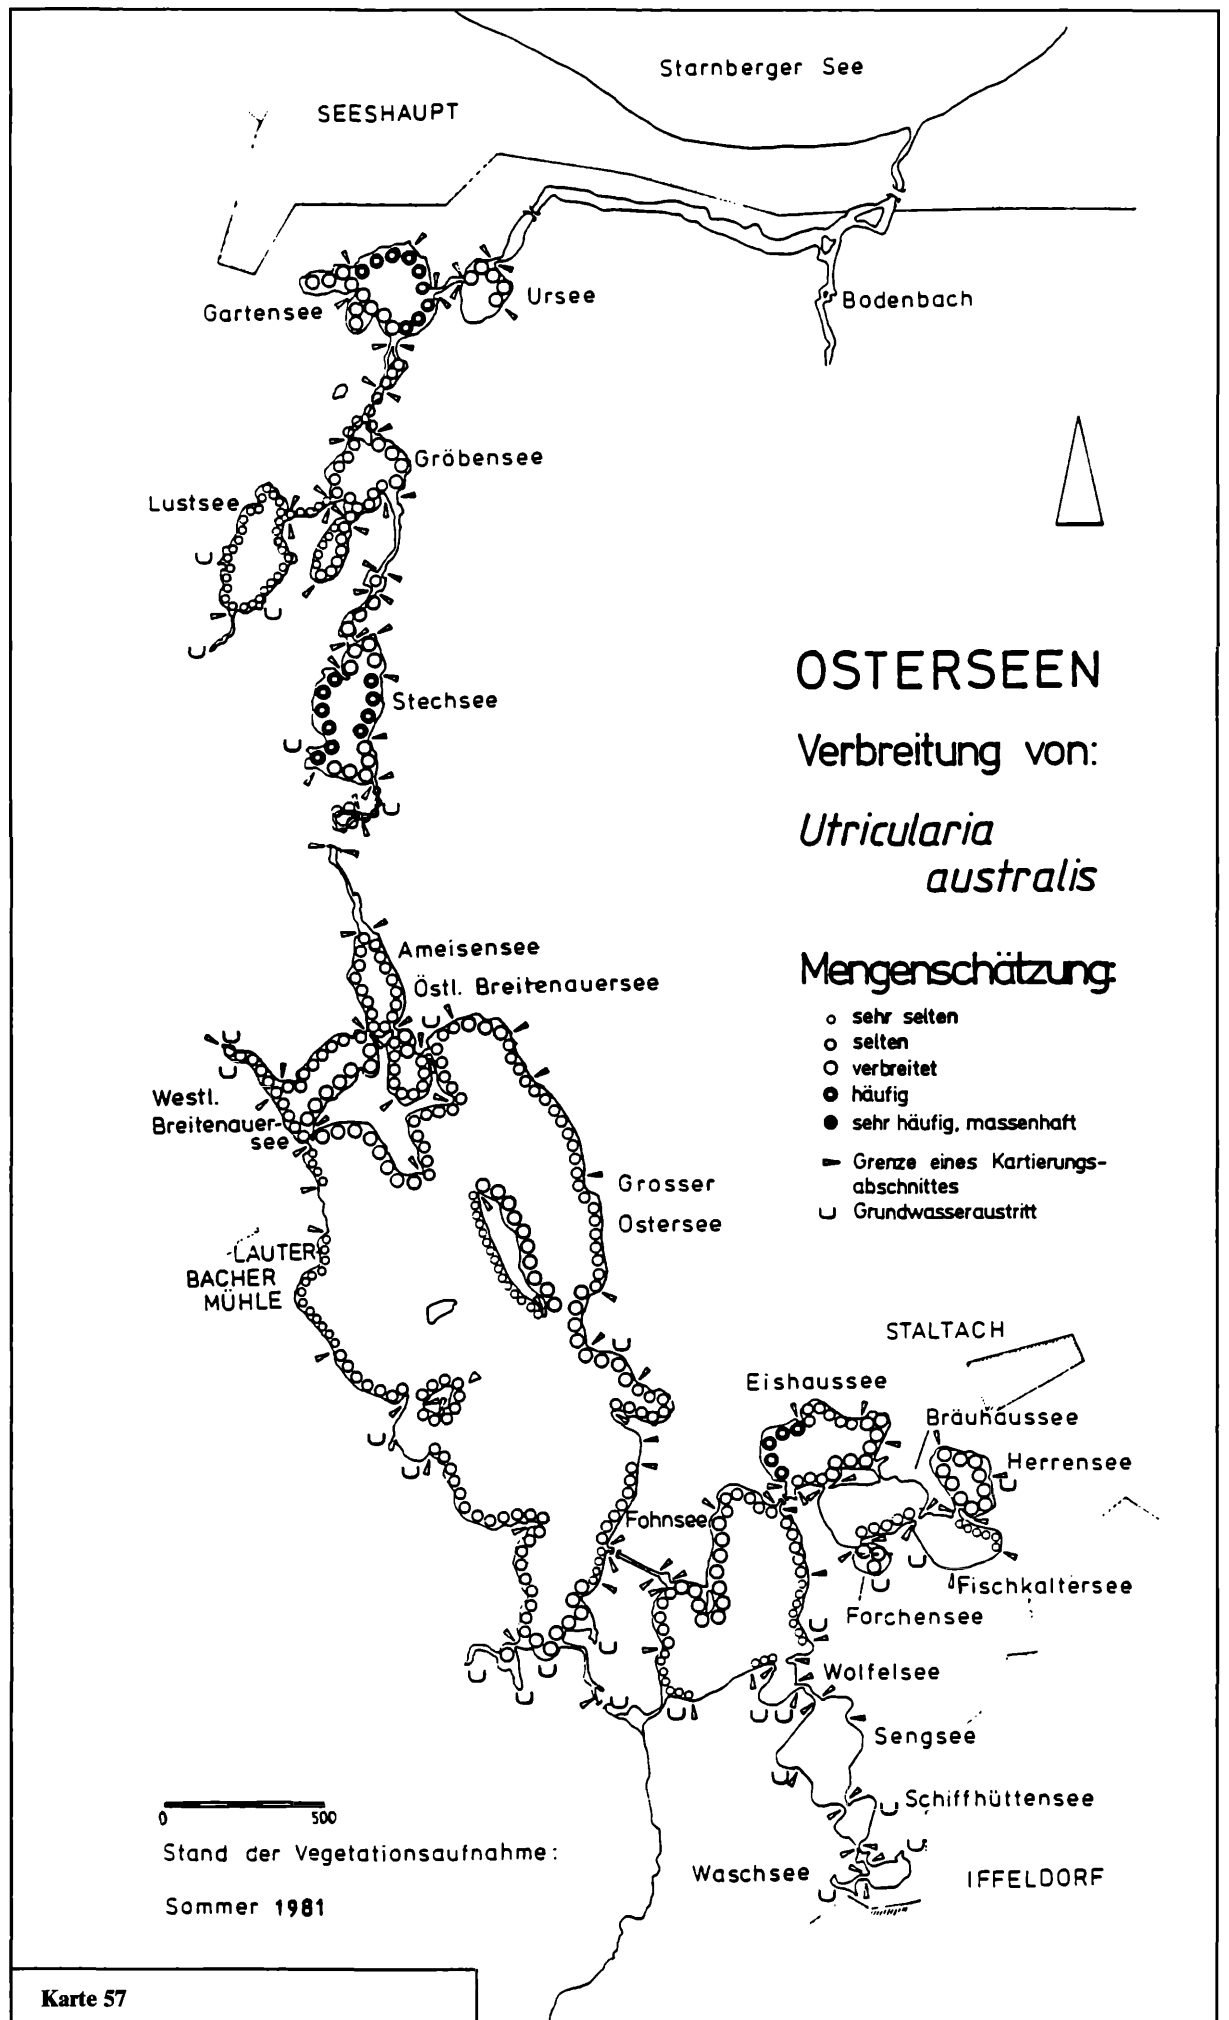 Starnberger See
SEESHAUPT
Gartensee
Ursee
Bodenbach
Gröbensee
Lustsee
Stechsee
OSTERSEEN
Verbreitung von:
Utricularia
australis
Mengenschätzung:
sehr selten
selten
verbreitet
häufig
sehr häufig, massenhaft
Grenze eines Kartierungs-
abschnittes
Grundwasseraustritt
Ameisensee
Östl. Breitenauersee
Westl.
Breitenauer-
see
Grosser
Ostersee
LAUTER
BACHER
MÜHLE
STALTACH
Eishaussee
Bräuhaussee
Herrensee
Fohnsee
Fischkaltersee
Forchensee
Wolfelsee
Sengsee
Schiffhüttensee
Waschsee
IFFELDORF
0 500
Stand der Vegetationsaufnahme:
Sommer 1981
Karte 57